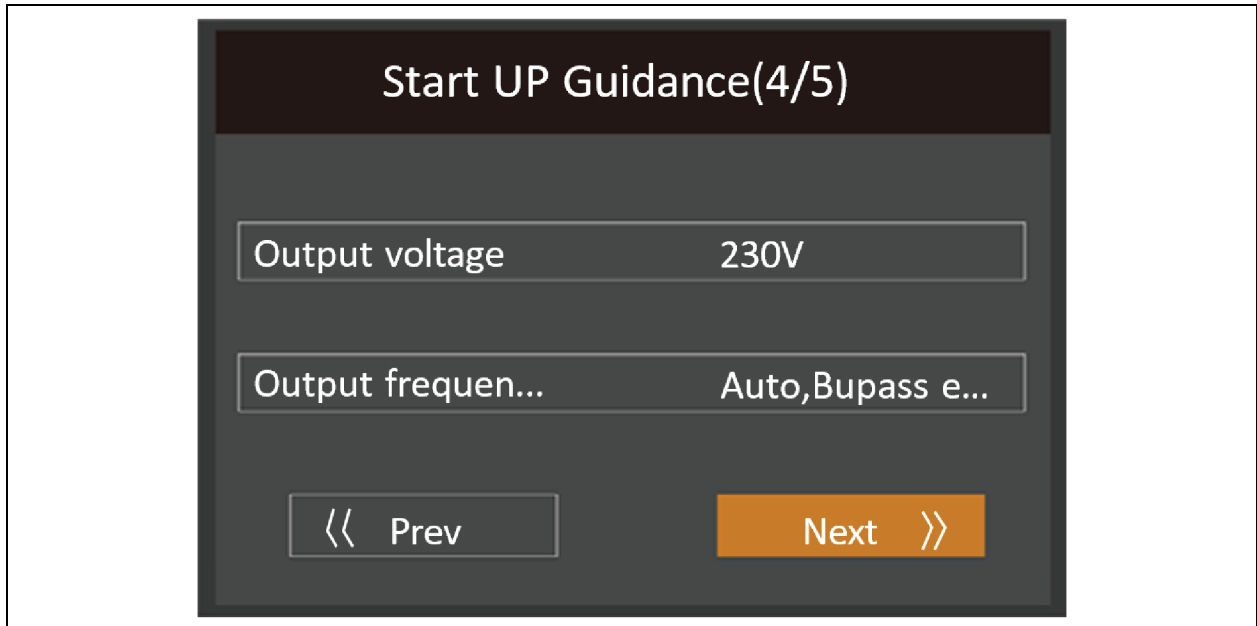 Start UP Guidance(4/5)
Output voltage 230V
Output frequen... Auto,Bupass e...
⟨⟨ Prev Next ⟩⟩